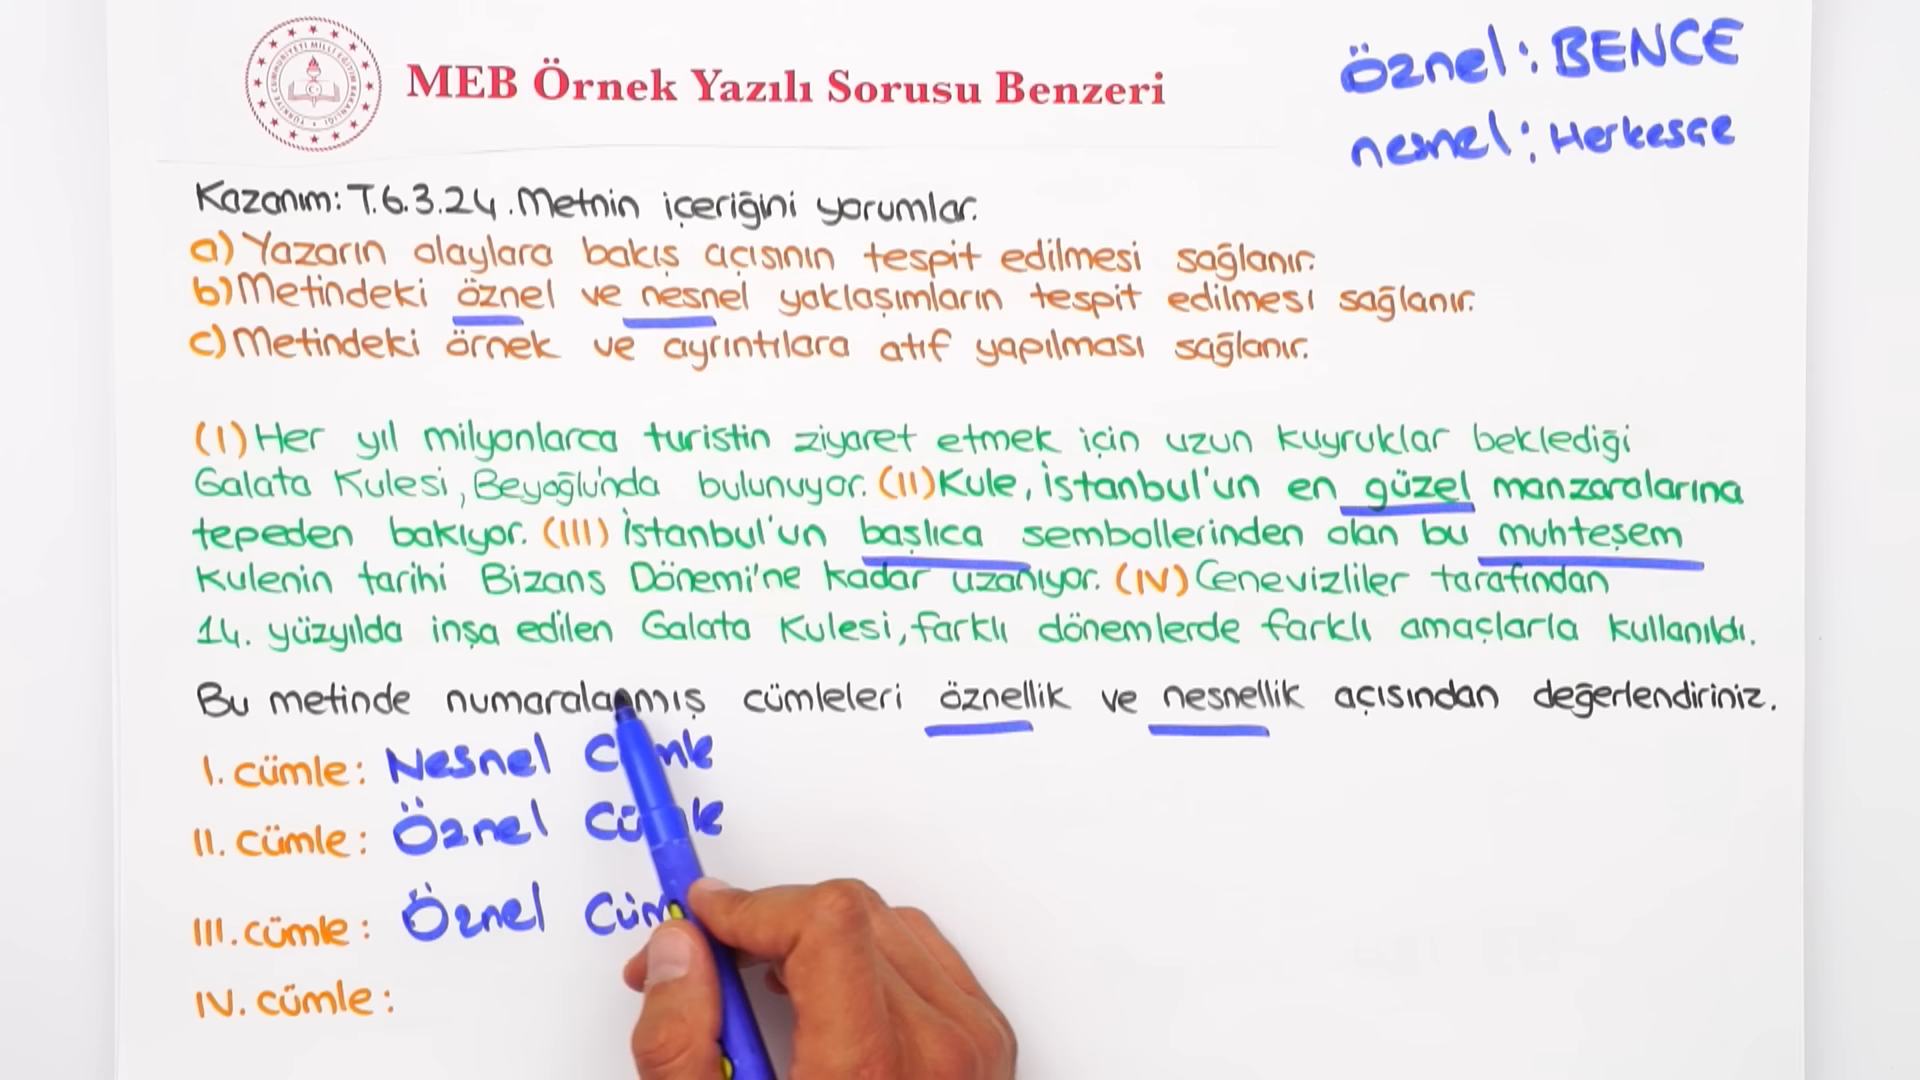 MEB Örnek Yazılı Sorusu Benzeri
öznel: BENCE
nesnel: Herkesçe
Kazanım: T.6.3.24. Metnin içeriğini yorumlar.
a) Yazarın olaylara bakış açısının tespit edilmesi sağlanır.
b) Metindeki öznel ve nesnel yaklaşımların tespit edilmesi sağlanır.
c) Metindeki örnek ve ayrıntılara atıf yapılması sağlanır.
(I) Her yıl milyonlarca turistin ziyaret etmek için uzun kuyruklar beklediği
Galata Kulesi, Beyoğlu'nda bulunuyor. (II) Kule, İstanbul'un en güzel manzaralarına
tepeden bakıyor. (III) İstanbul'un başlıca sembollerinden olan bu muhteşem
kulenin tarihi Bizans Dönemi'ne kadar uzanıyor. (IV) Cenevizliler tarafından
14. yüzyılda inşa edilen Galata Kulesi, farklı dönemlerde farklı amaçlarla kullanıldı.
Bu metinde numaralanmış cümleleri öznellik ve nesnellik açısından değerlendiriniz.
I. cümle: Nesnel Cümle
II. cümle: Öznel Cümle
III. cümle: Öznel Cüm
IV. cümle: